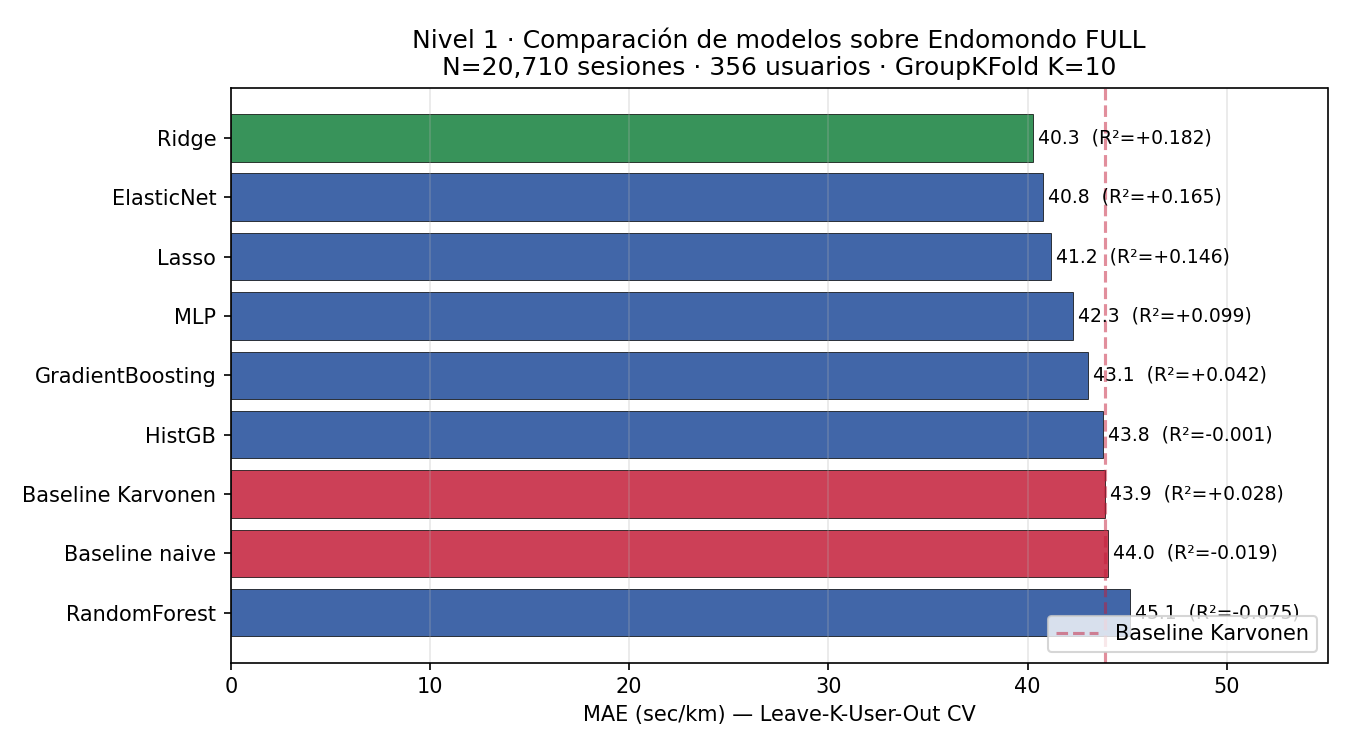 Nivel 1 · Comparación de modelos sobre Endomondo FULL
N=20,710 sesiones · 356 usuarios · GroupKFold K=10
Ridge
40.3 (R²=+0.182)
ElasticNet
40.8 (R²=+0.165)
Lasso
41.2 (R²=+0.146)
MLP
42.3 (R²=+0.099)
GradientBoosting
43.1 (R²=+0.042)
HistGB
43.8 (R²=-0.001)
Baseline Karvonen
43.9 (R²=+0.028)
Baseline naive
44.0 (R²=-0.019)
RandomForest
45.1 (R²=-0.075)
Baseline Karvonen
0 10 20 30 40 50
MAE (sec/km) — Leave-K-User-Out CV